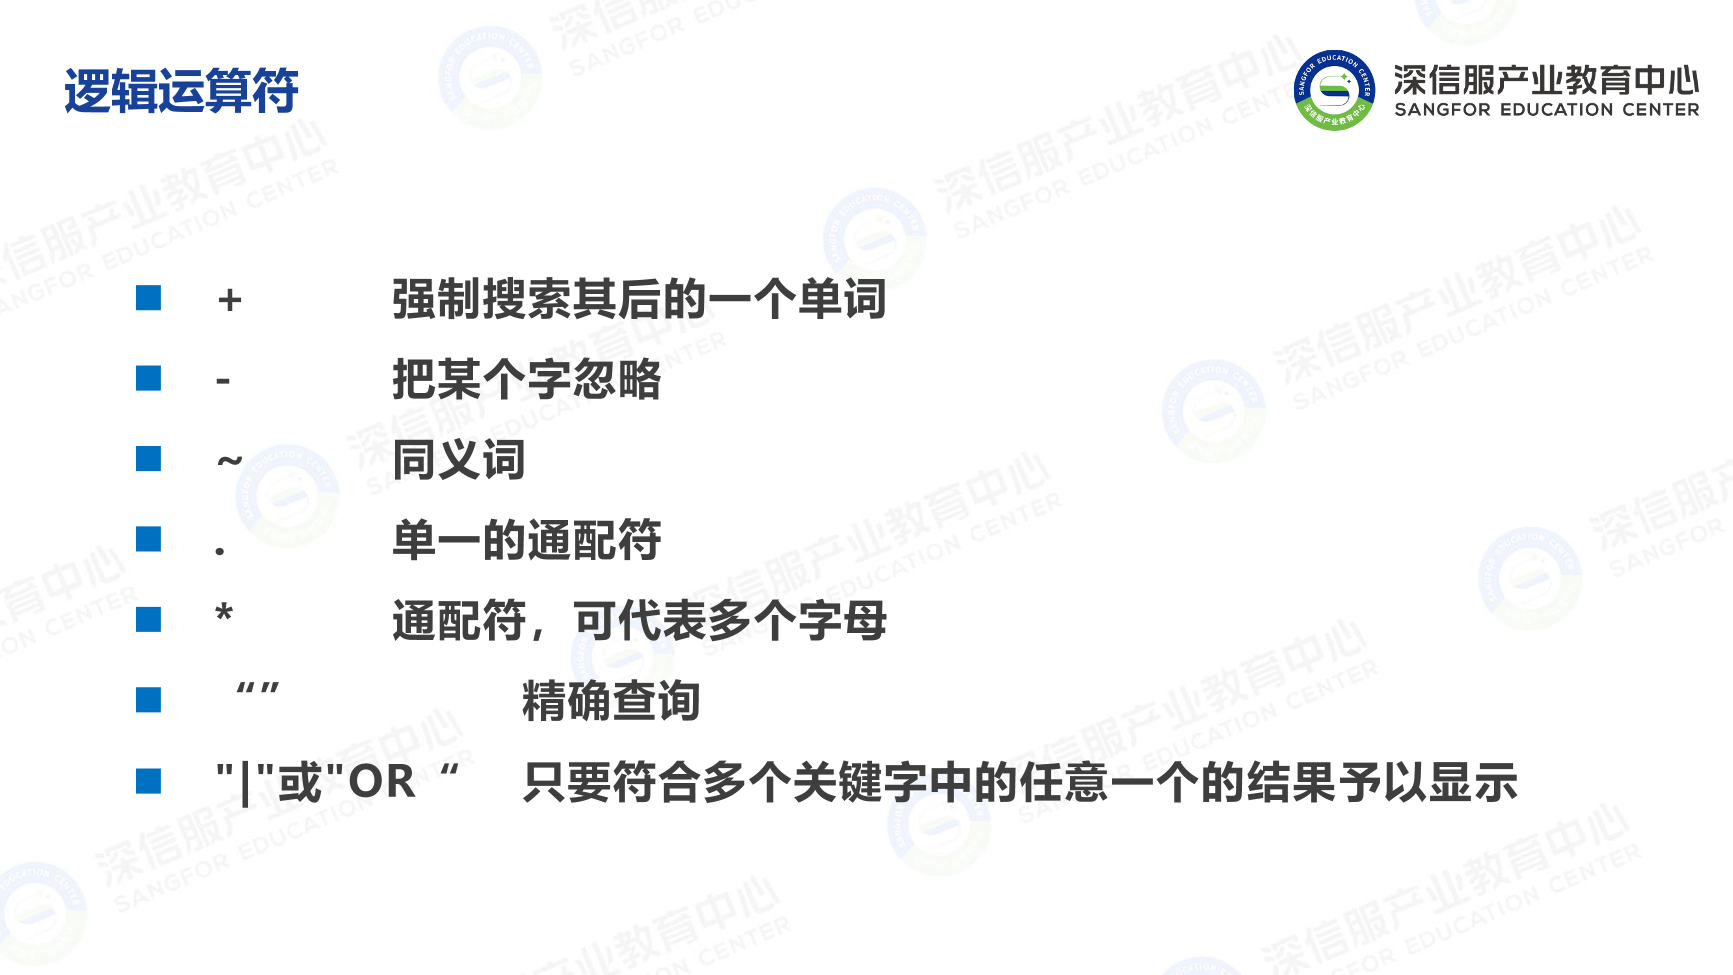 逻辑运算符
深信服产业教育中心
SANGFOR EDUCATION CENTER
+ 强制搜索其后的一个单词
- 把某个字忽略
~ 同义词
. 单一的通配符
* 通配符，可代表多个字母
“” 精确查询
"|"或"OR “ 只要符合多个关键字中的任意一个的结果予以显示